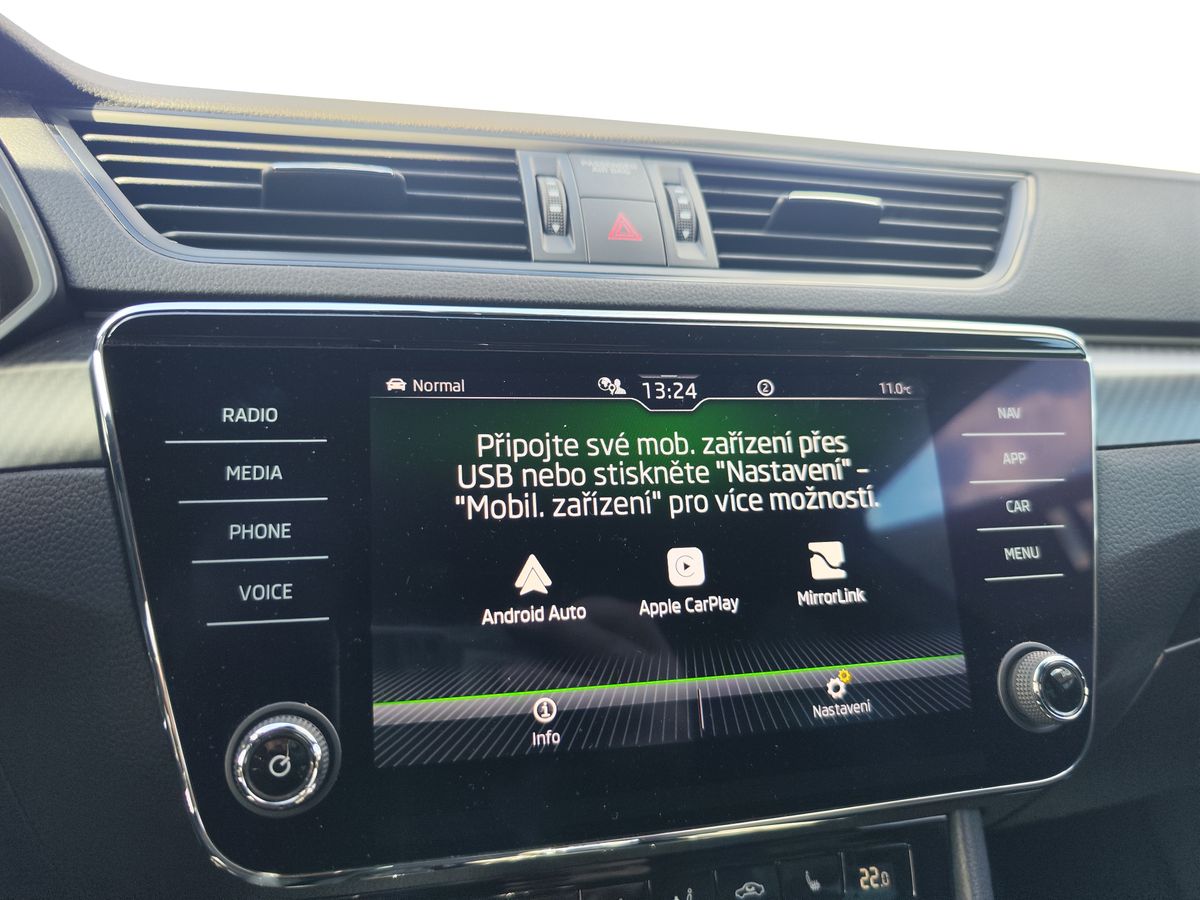 RADIO
MEDIA
PHONE
VOICE
Normal
13:24
2
11.0°C
Připojte své mob. zařízení přes
USB nebo stiskněte "Nastavení" –
"Mobil. zařízení" pro více možností.
Android Auto
Apple CarPlay
MirrorLink
Info
Nastavení
NAV
APP
CAR
MENU
22.0